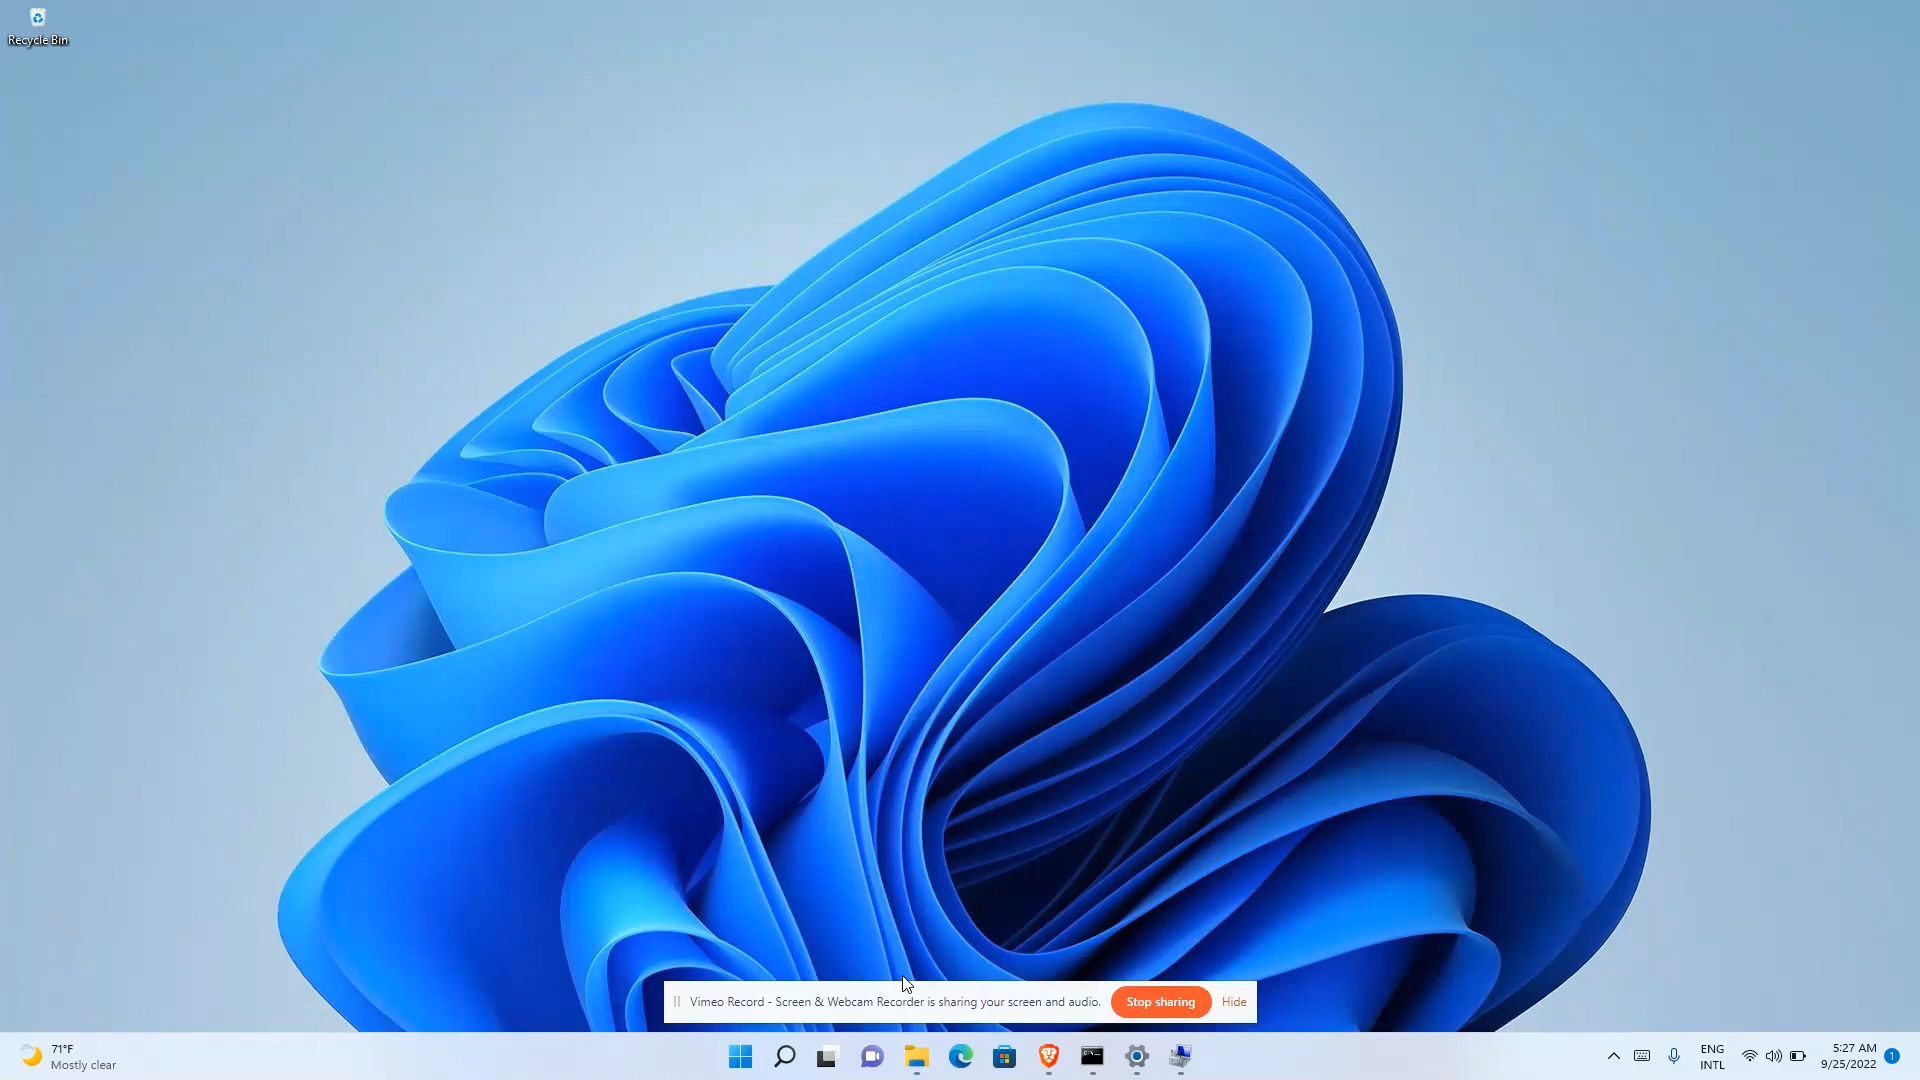 Recycle Bin
Vimeo Record - Screen & Webcam Recorder is sharing your screen and audio.
Stop sharing
Hide
71°F
Mostly clear
ENG
INTL
5:27 AM
9/25/2022
1